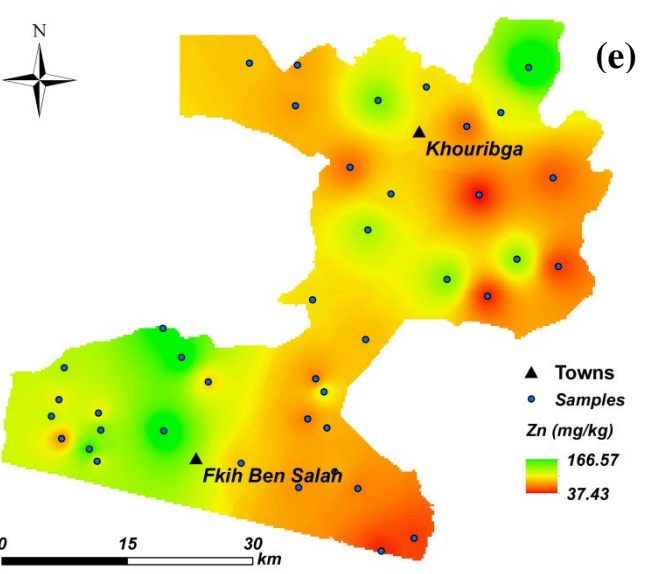 N
(e)
Khouribga
Towns
Samples
Zn (mg/kg)
166.57
37.43
Fkih Ben Salah
0 15 30
km